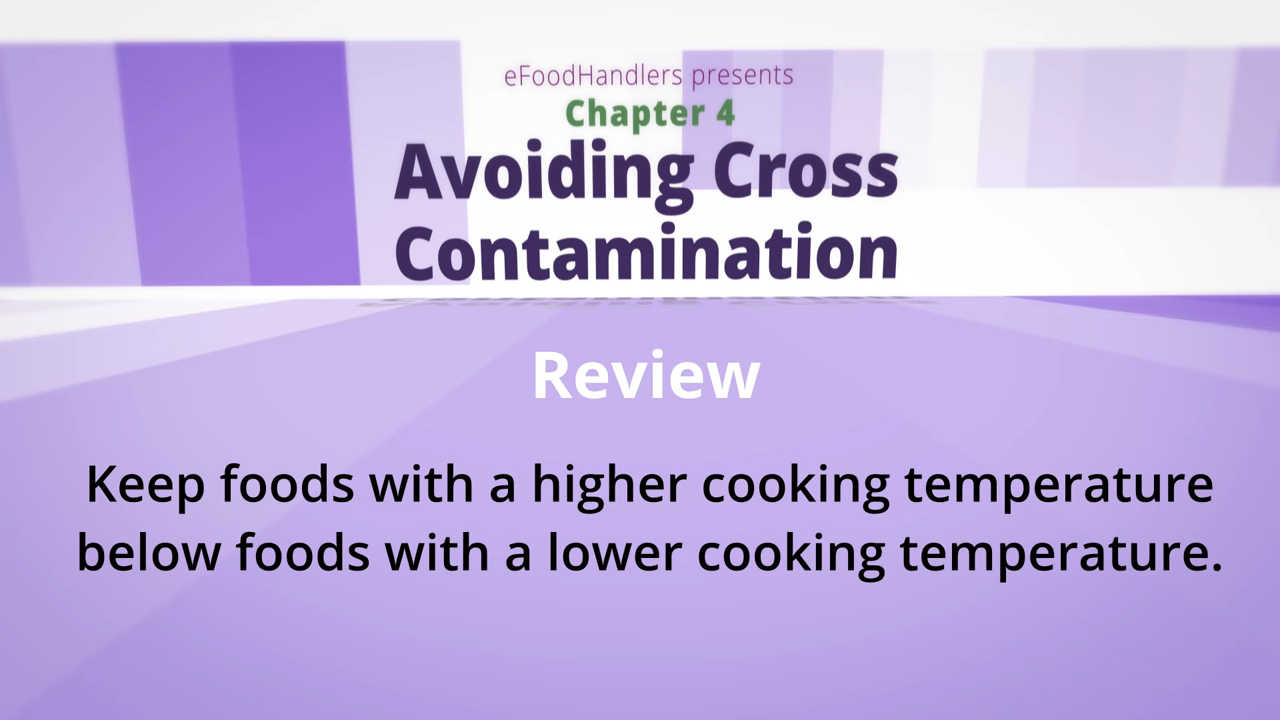 eFoodHandlers presents
Chapter 4
Avoiding Cross
Contamination
Review
Keep foods with a higher cooking temperature
below foods with a lower cooking temperature.